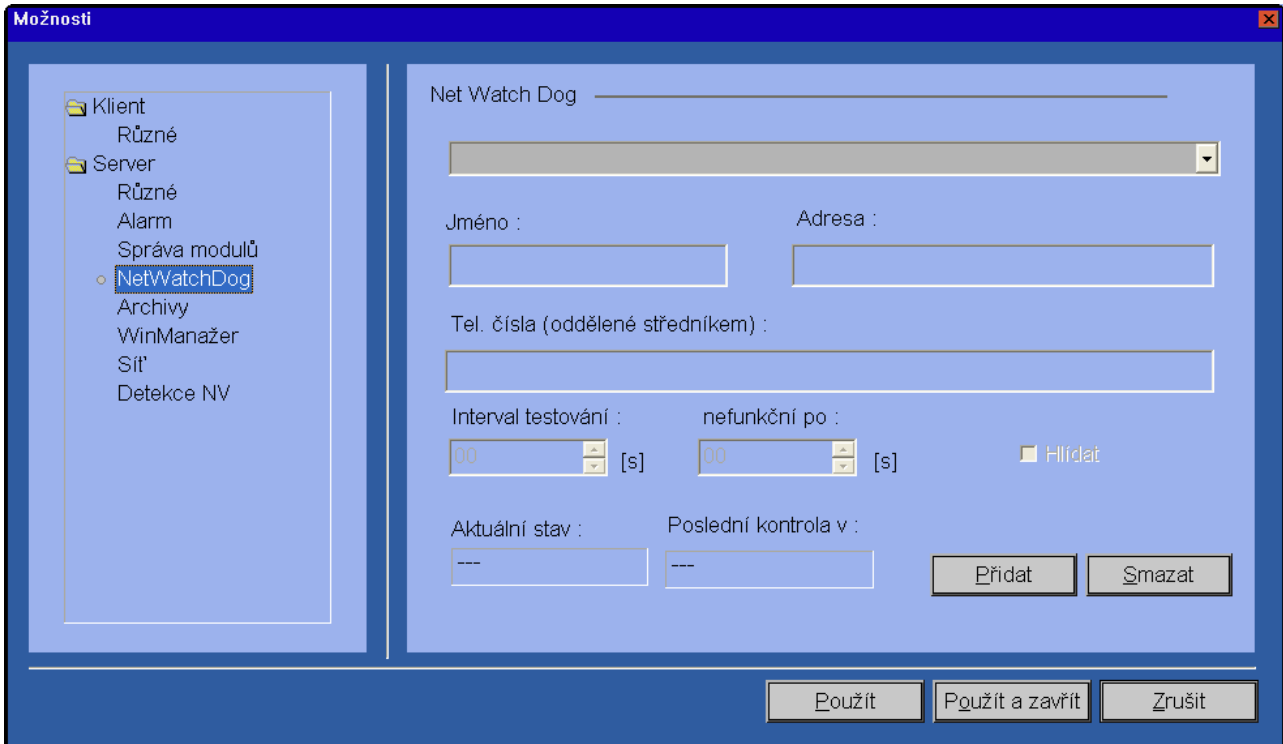 Možnosti
Klient
Různé
Server
Různé
Alarm
Správa modulů
NetWatchDog
Archivy
WinManažer
Síť
Detekce NV
Net Watch Dog
Jméno :
Adresa :
Tel. čísla (oddělené středníkem) :
Interval testování :
nefunkční po :
00
[s]
00
[s]
Hlídat
Aktuální stav :
Poslední kontrola v :
---
---
Přidat
Smazat
Použít
Použít a zavřít
Zrušit